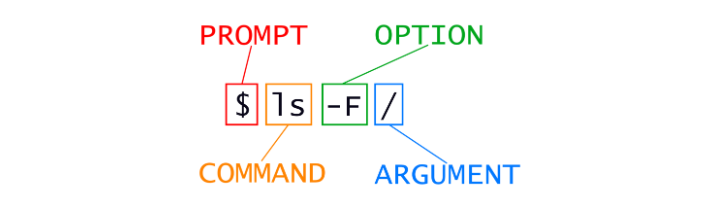 PROMPT OPTION
$ ls -F /
COMMAND ARGUMENT